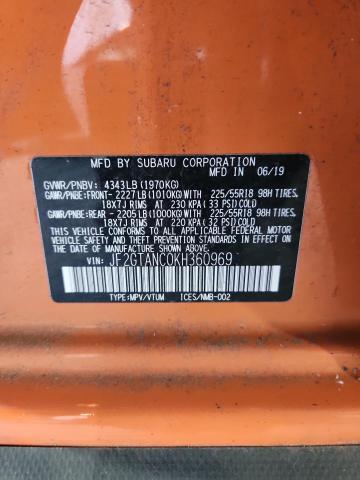 MFD. BY SUBARU CORPORATION
MFD IN 06/19
GVWR/PNBV: 4343LB(1970KG)
GAWR/PNBE:FRONT- 2227LB(1010KG)WITH 225/55R18 98H TIRES,
18X7J RIMS AT 230 KPA(33 PSI)COLD
GAWR/PNBE:REAR- 2205LB(1000KG)WITH 225/55R18 98H TIRES,
18X7J RIMS AT 220 KPA(32 PSI)COLD
THIS VEHICLE CONFORMS TO ALL APPLICABLE
FEDERAL MOTOR VEHICLE SAFETY STANDARDS
IN EFFECT ON THE DATE OF MANUFACTURE
SHOWN ABOVE.
VIN: JF2GTANC0KH360969
TYPE:MPV/VTUM ICES/NMB-002